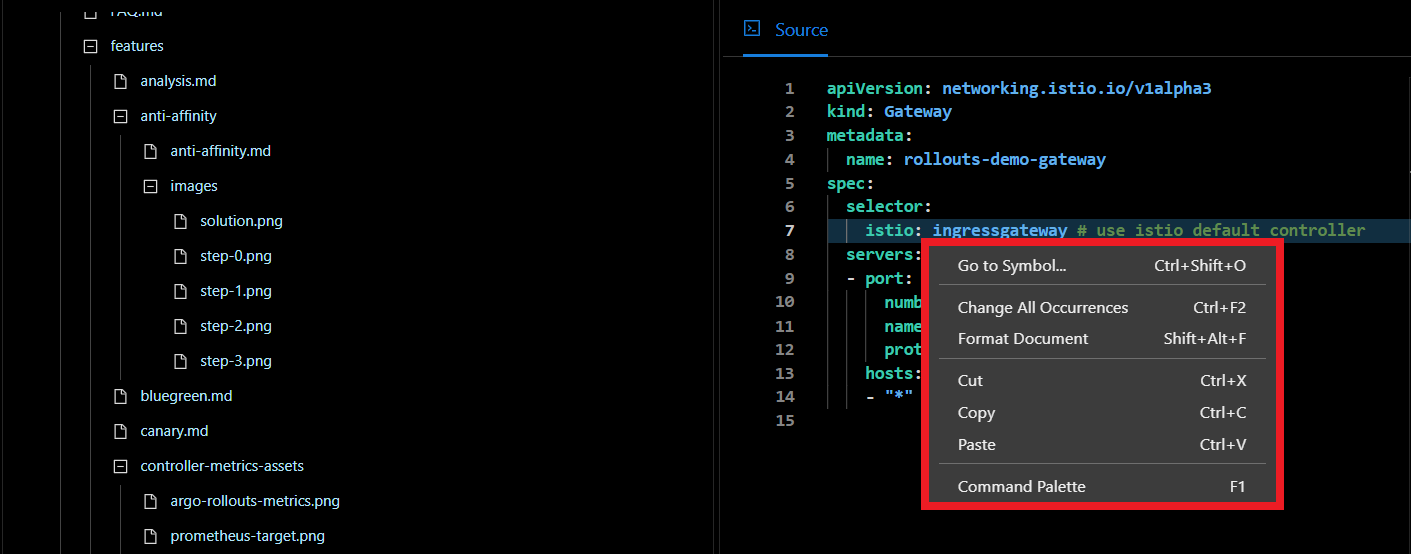 FAQ.md
features
analysis.md
anti-affinity
anti-affinity.md
images
solution.png
step-0.png
step-1.png
step-2.png
step-3.png
bluegreen.md
canary.md
controller-metrics-assets
argo-rollouts-metrics.png
prometheus-target.png
Source
1 apiVersion: networking.istio.io/v1alpha3
2 kind: Gateway
3 metadata:
4 name: rollouts-demo-gateway
5 spec:
6 selector:
7 istio: ingressgateway # use istio default controller
8 servers:
9 - port:
10 numb
11 name
12 prot
13 hosts:
14 - "*"
15
Go to Symbol... Ctrl+Shift+O
Change All Occurrences Ctrl+F2
Format Document Shift+Alt+F
Cut Ctrl+X
Copy Ctrl+C
Paste Ctrl+V
Command Palette F1